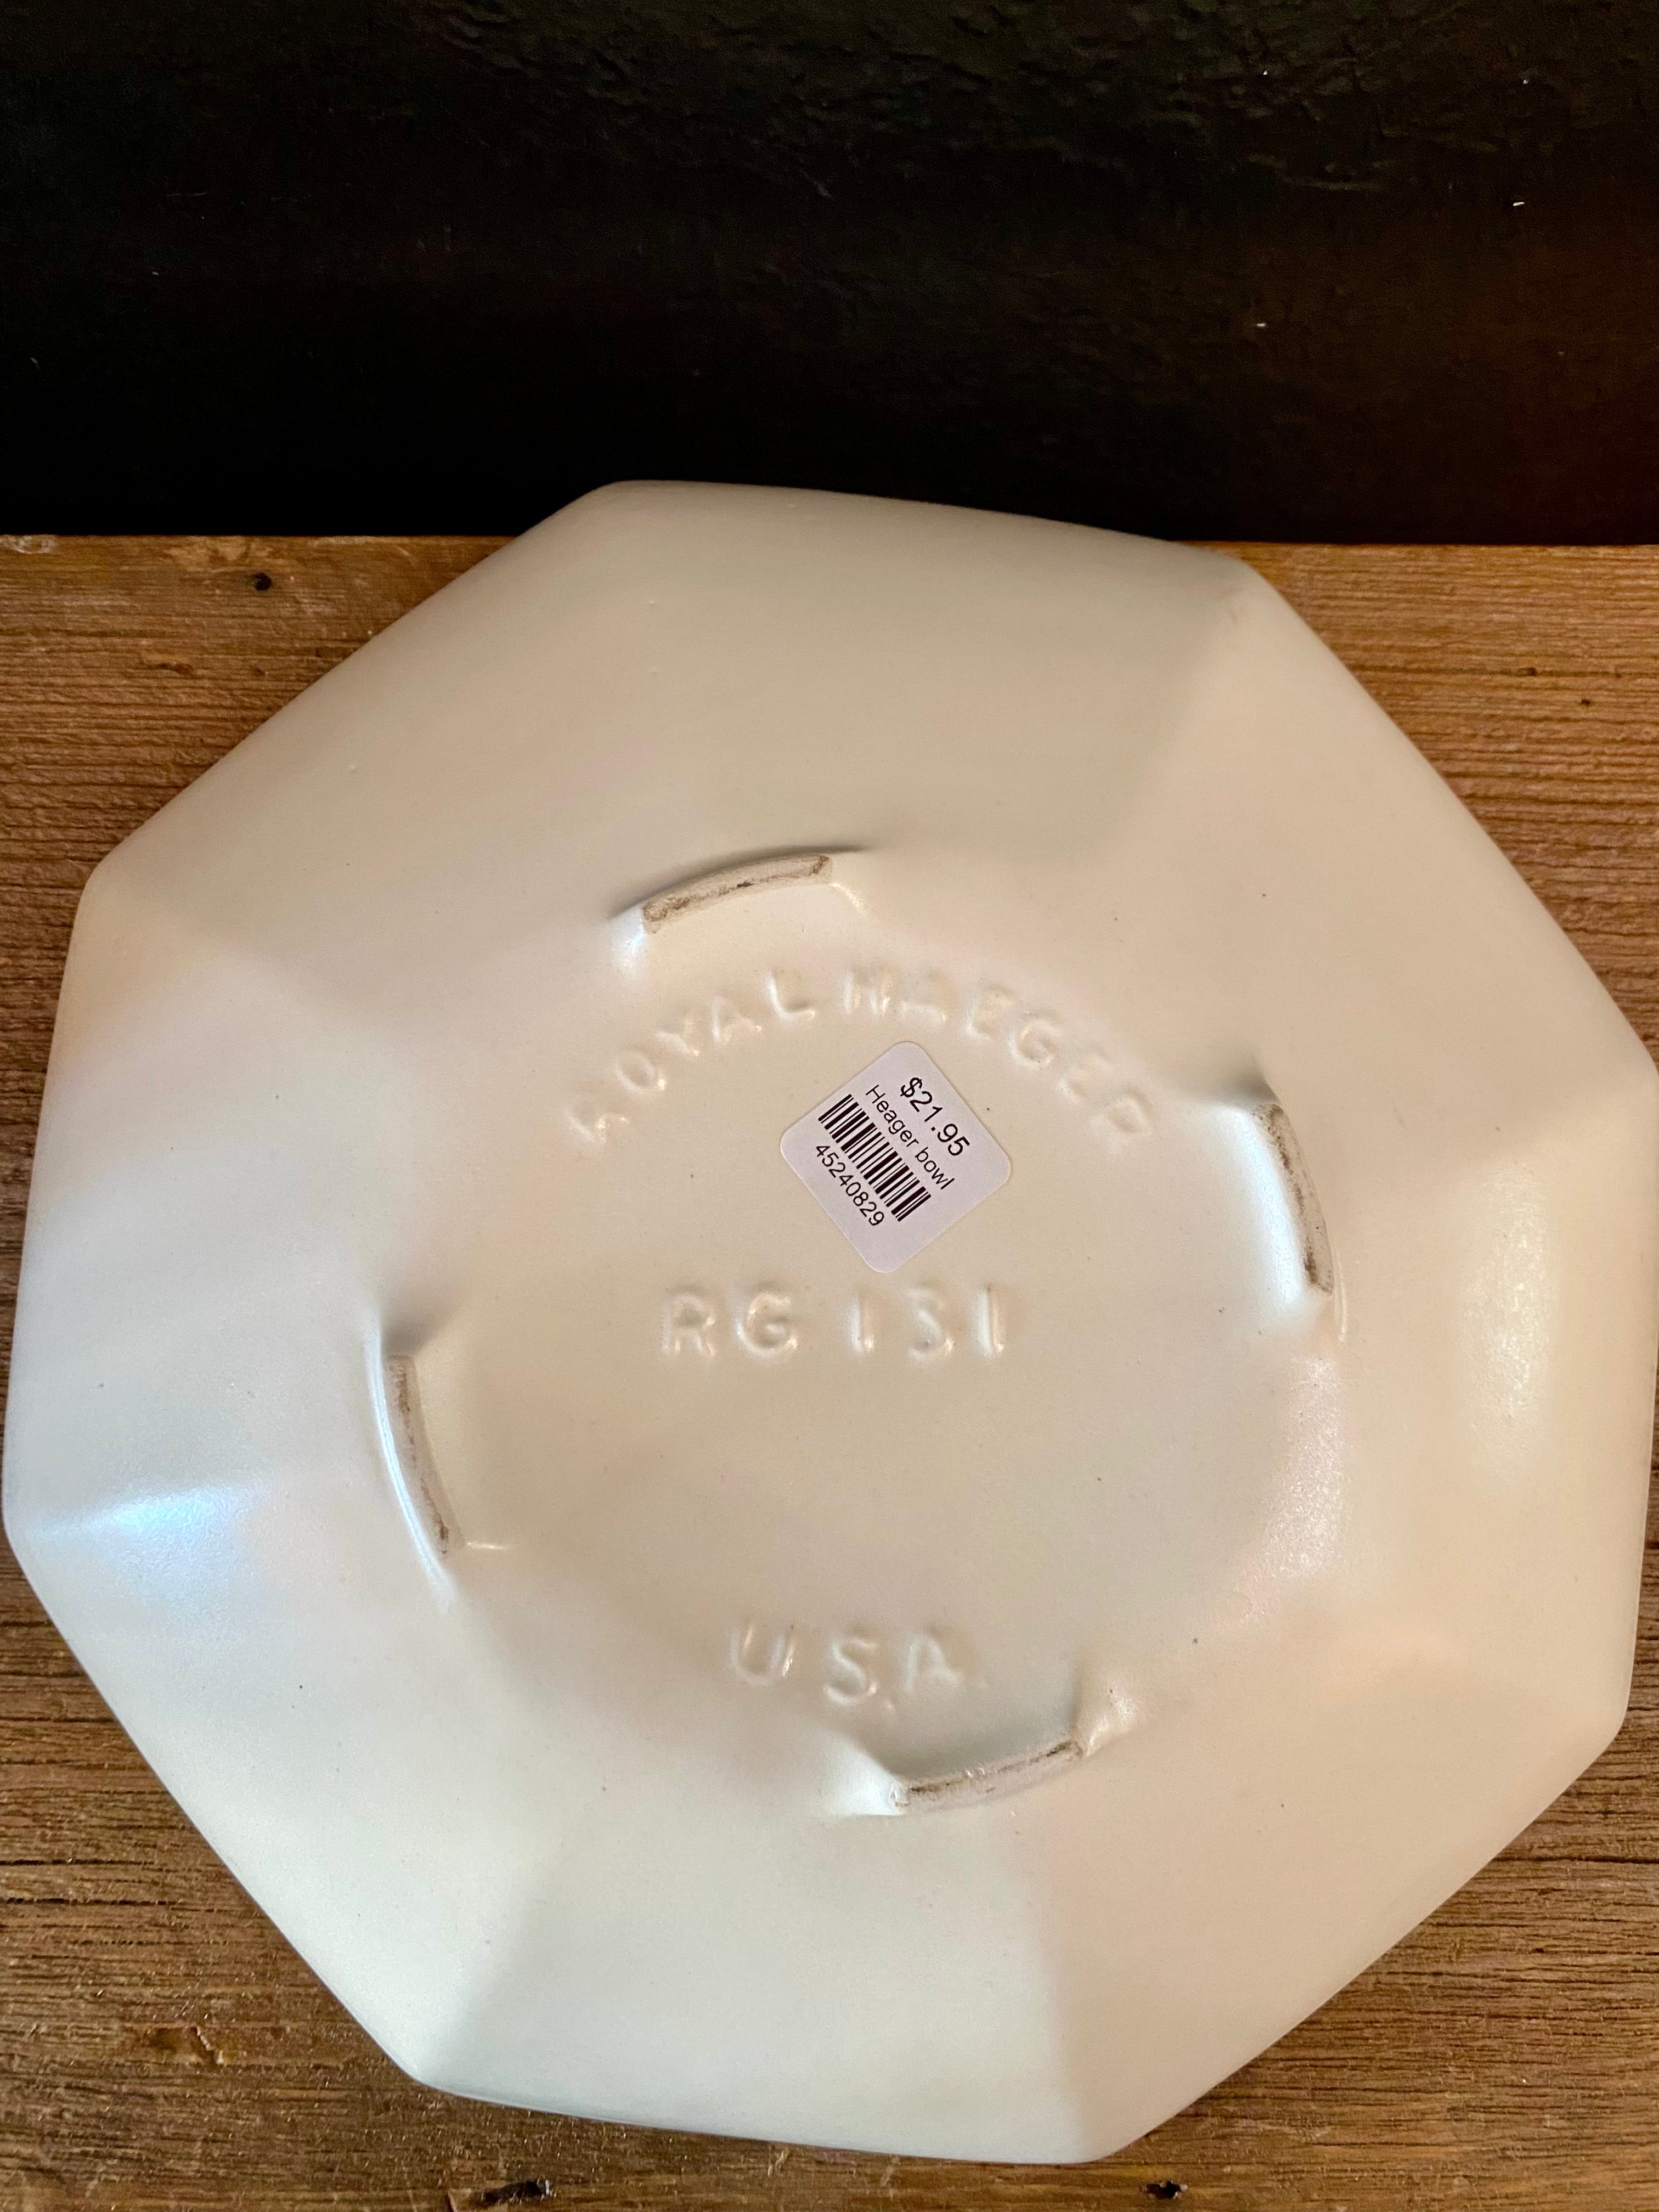 ROYAL HAEGER
$21.95
Heager bowl
45240829
RG 131
U.S.A.